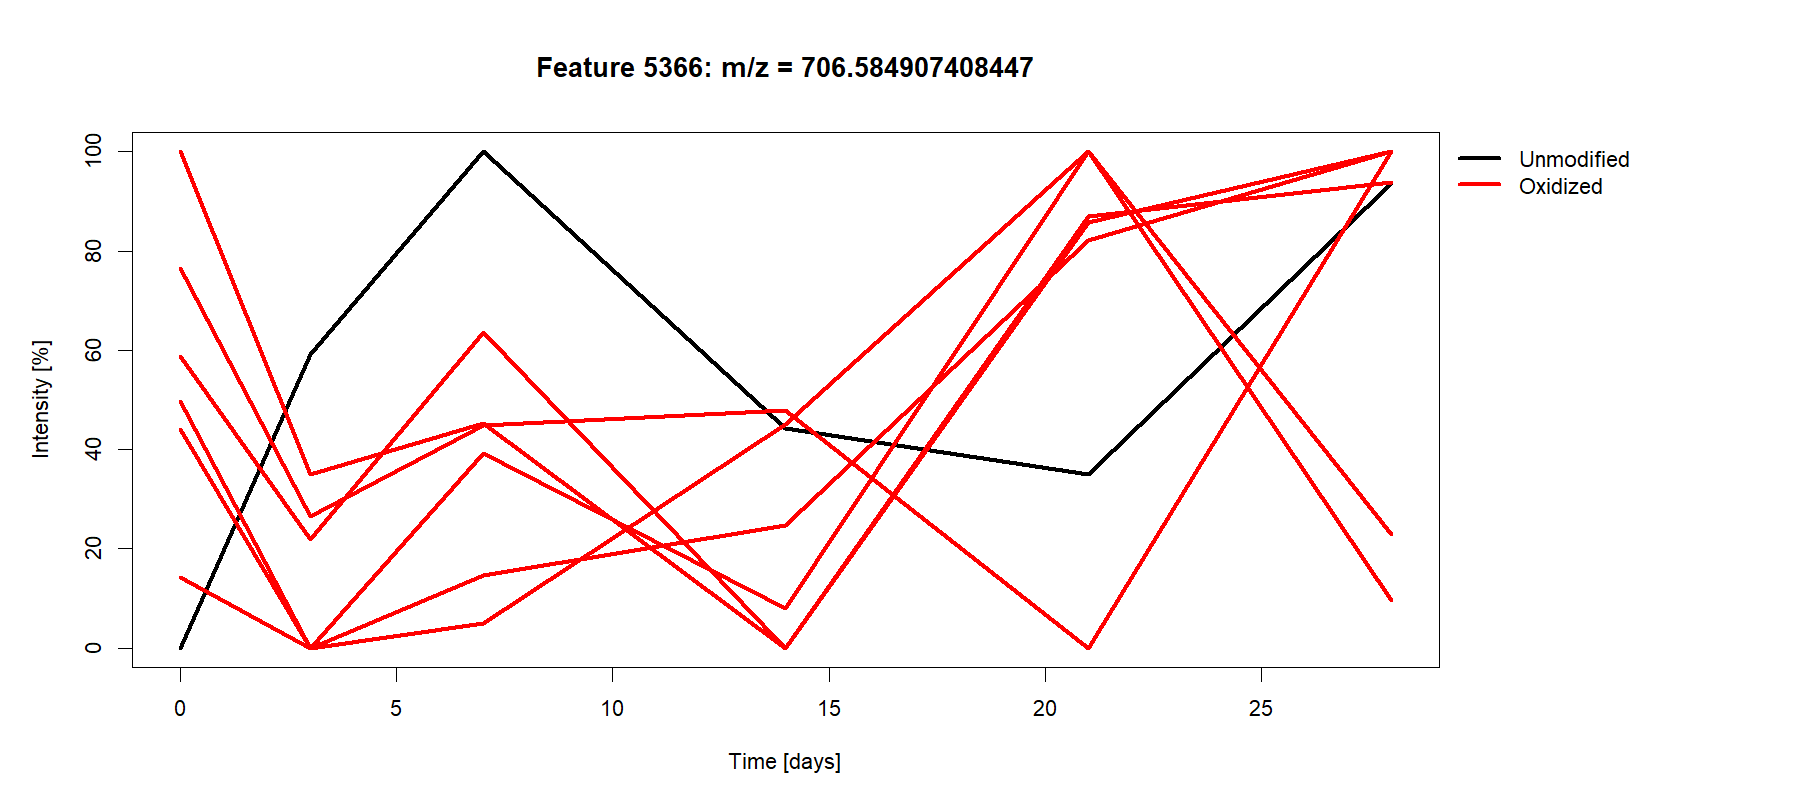 Feature 5366: m/z = 706.584907408447
Unmodified
Oxidized
Intensity [%]
100
80
60
40
20
0
0 5 10 15 20 25
Time [days]